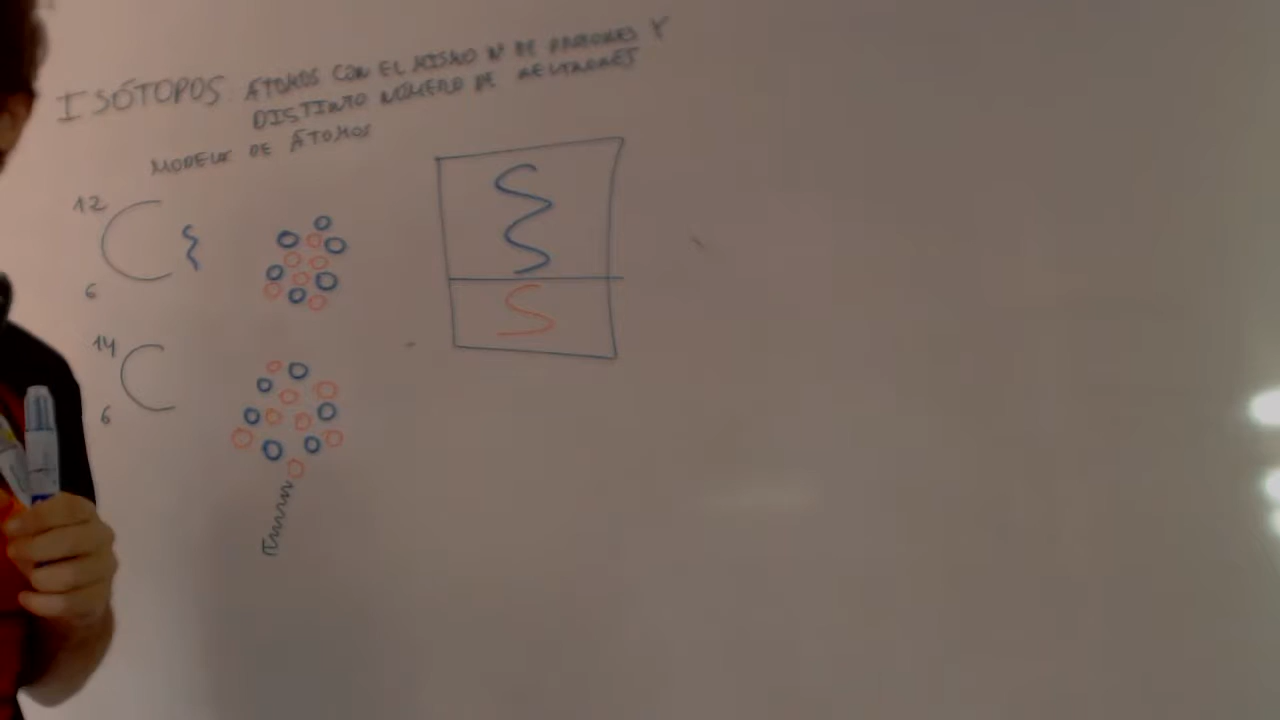 ISÓTOPOS ÁTOMOS CON EL MISMO Nº DE PROTONES Y
DISTINTO NÚMERO DE NEUTRONES
MODELO DE ÁTOMOS
12
C
6
14
C
6